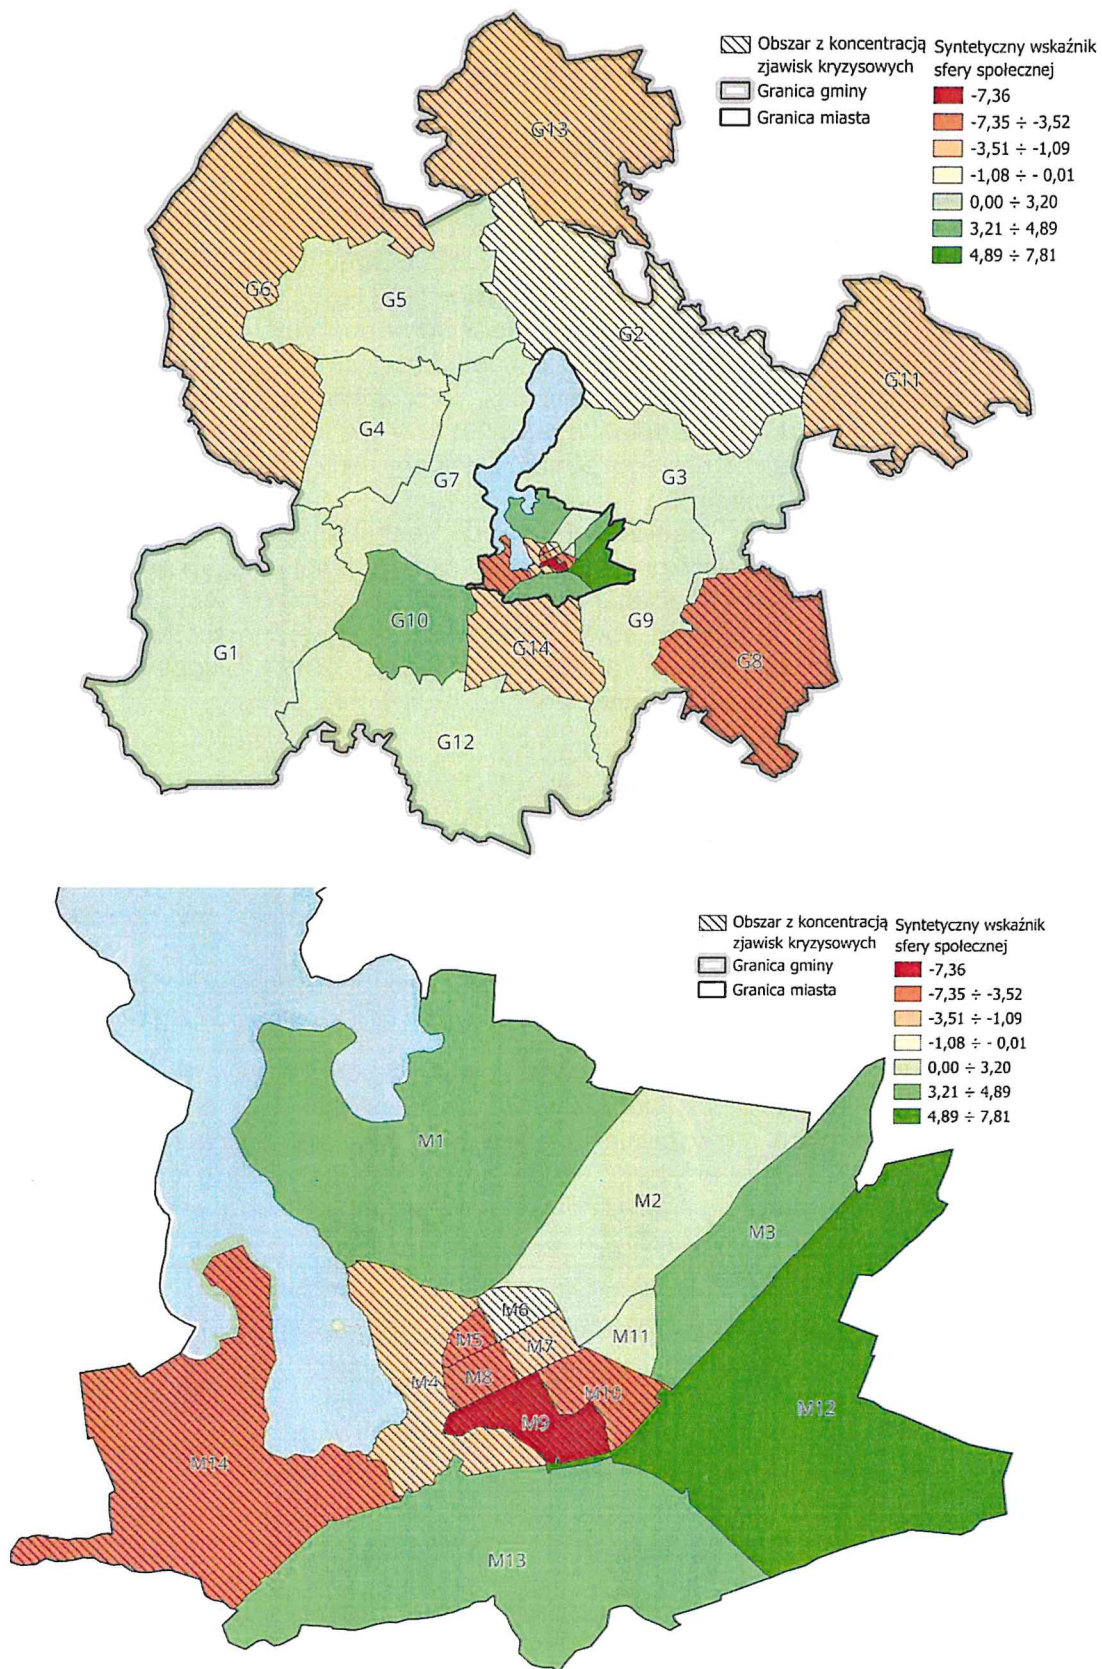 Obszar z koncentracją
zjawisk kryzysowych
Granica gminy
Granica miasta
Syntetyczny wskaźnik
sfery społecznej
-7,36
-7,35 ÷ -3,52
-3,51 ÷ -1,09
-1,08 ÷ - 0,01
0,00 ÷ 3,20
3,21 ÷ 4,89
4,89 ÷ 7,81
G13
G6
G5
G2
G11
G4
G7
G3
G10
G14
G9
G8
G1
G12
Obszar z koncentracją
zjawisk kryzysowych
Granica gminy
Granica miasta
Syntetyczny wskaźnik
sfery społecznej
-7,36
-7,35 ÷ -3,52
-3,51 ÷ -1,09
-1,08 ÷ - 0,01
0,00 ÷ 3,20
3,21 ÷ 4,89
4,89 ÷ 7,81
M1
M2
M3
M6
M5
M7
M11
M4
M8
M10
M9
M12
M14
M13